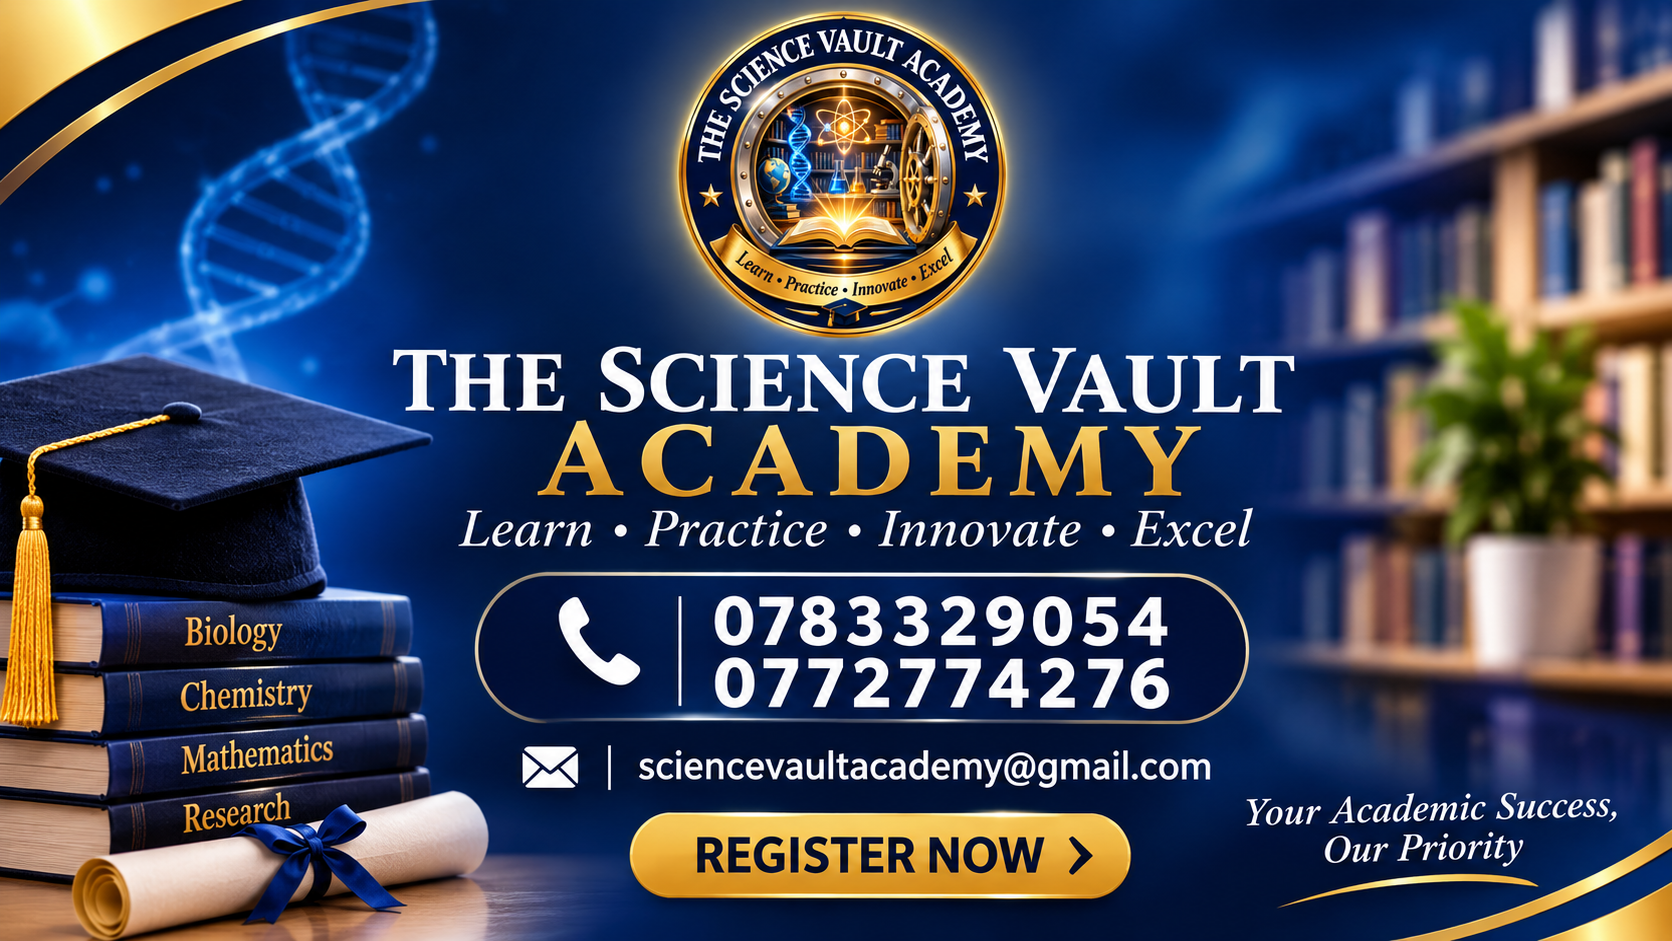 THE SCIENCE VAULT ACADEMY
Learn • Practice • Innovate • Excel
THE SCIENCE VAULT
ACADEMY
Learn • Practice • Innovate • Excel
0783329054
0772774276
sciencevaultacademy@gmail.com
REGISTER NOW
Biology
Chemistry
Mathematics
Research
Your Academic Success,
Our Priority